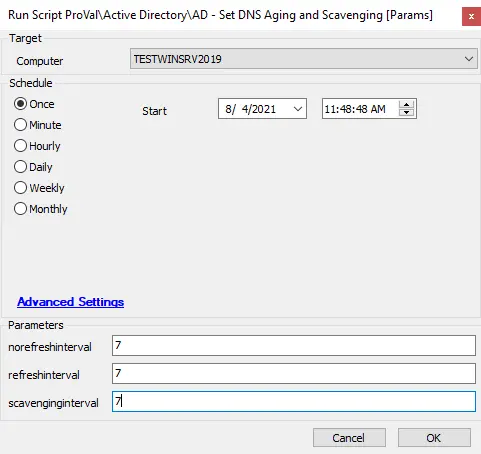 Run Script ProVal\Active Directory\AD - Set DNS Aging and Scavenging [Params]
x
Target
Computer
TESTWINSRV2019
Schedule
Once
Start
8/ 4/2021
11:48:48 AM
Minute
Hourly
Daily
Weekly
Monthly
Advanced Settings
Parameters
norefreshinterval
7
refreshinterval
7
scavenginginterval
7
Cancel
OK